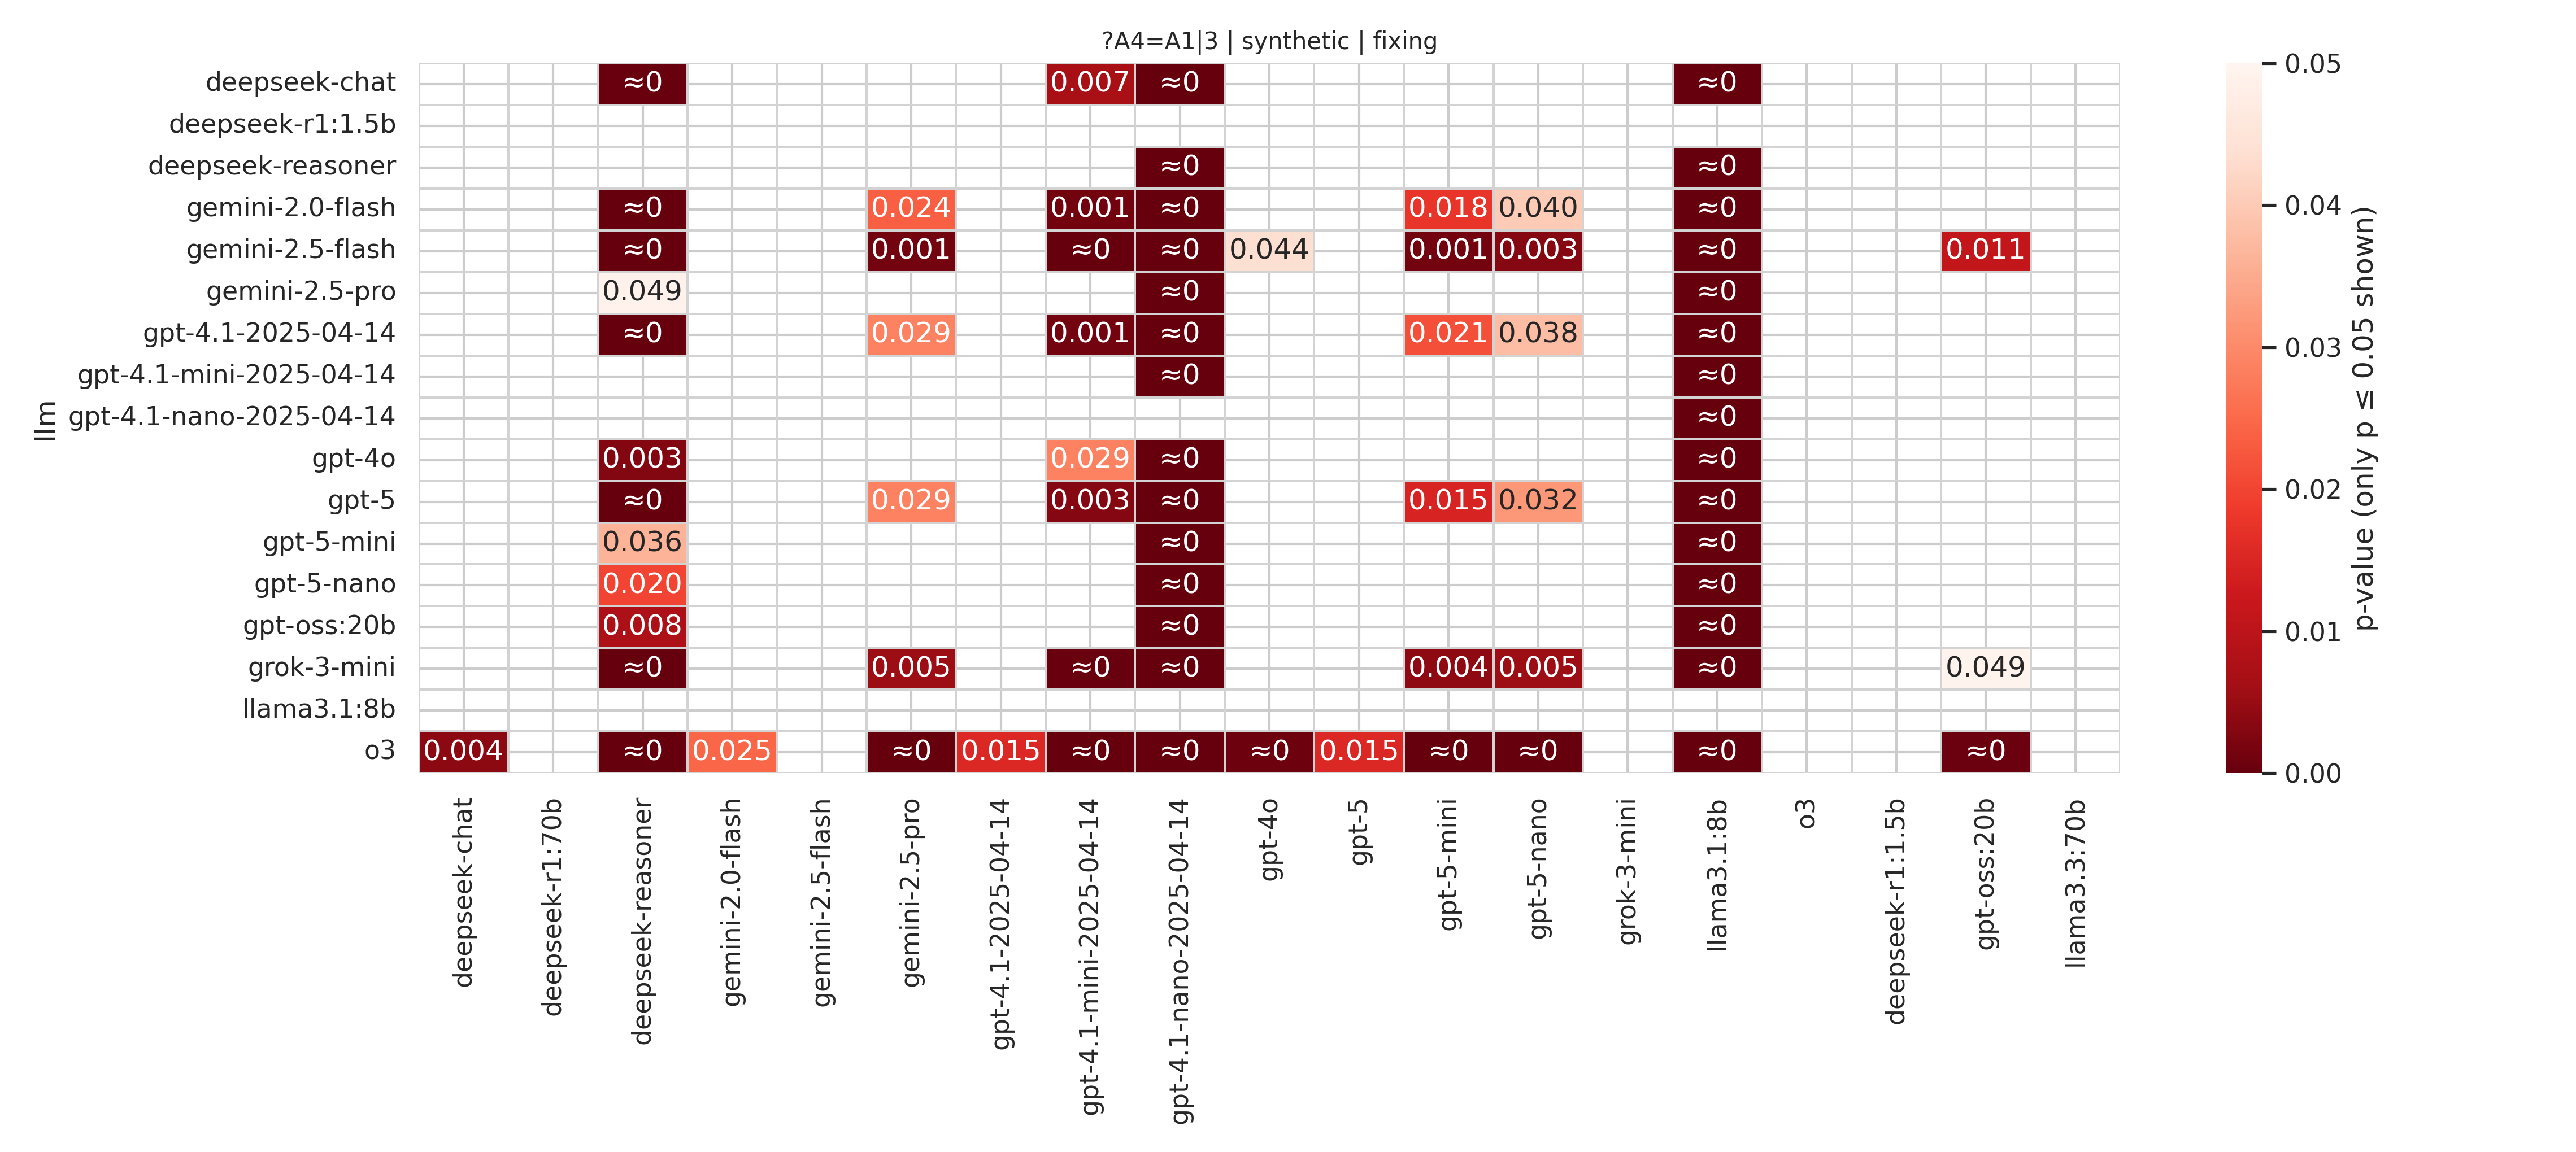 ?A4=A1|3 | synthetic | fixing
deepseek-chat ≈0 0.007 ≈0 ≈0
deepseek-r1:1.5b
deepseek-reasoner ≈0 ≈0
gemini-2.0-flash ≈0 0.024 0.001 ≈0 0.018 0.040 ≈0
gemini-2.5-flash ≈0 0.001 ≈0 ≈0 0.044 0.001 0.003 ≈0 0.011
gemini-2.5-pro 0.049 ≈0 ≈0
gpt-4.1-2025-04-14 ≈0 0.029 0.001 ≈0 0.021 0.038 ≈0
gpt-4.1-mini-2025-04-14 ≈0 ≈0
gpt-4.1-nano-2025-04-14 ≈0
gpt-4o 0.003 0.029 ≈0 ≈0
gpt-5 ≈0 0.029 0.003 ≈0 0.015 0.032 ≈0
gpt-5-mini 0.036 ≈0 ≈0
gpt-5-nano 0.020 ≈0 ≈0
gpt-oss:20b 0.008 ≈0 ≈0
grok-3-mini ≈0 0.005 ≈0 ≈0 0.004 0.005 ≈0 0.049
llama3.1:8b
o3 0.004 ≈0 0.025 ≈0 0.015 ≈0 ≈0 ≈0 0.015 ≈0 ≈0 ≈0 ≈0
llm
deepseek-chat
deepseek-r1:70b
deepseek-reasoner
gemini-2.0-flash
gemini-2.5-flash
gemini-2.5-pro
gpt-4.1-2025-04-14
gpt-4.1-mini-2025-04-14
gpt-4.1-nano-2025-04-14
gpt-4o
gpt-5
gpt-5-mini
gpt-5-nano
grok-3-mini
llama3.1:8b
o3
deepseek-r1:1.5b
gpt-oss:20b
llama3.3:70b
0.05
0.04
0.03
0.02
0.01
0.00
p-value (only p ≤ 0.05 shown)